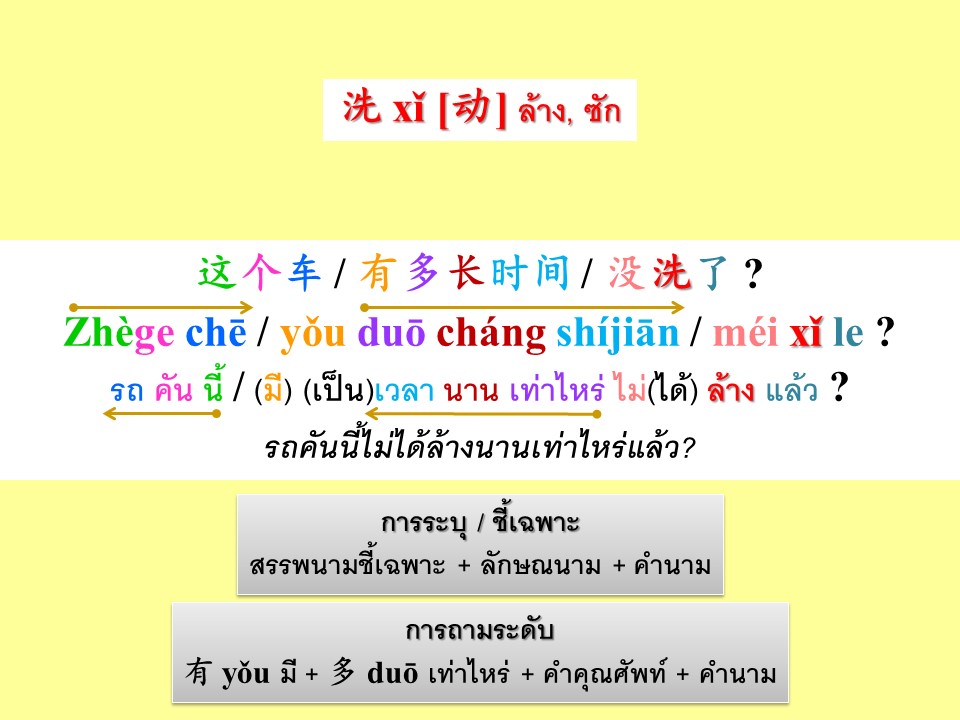 洗 xǐ [动] ล้าง, ซัก
这个车 / 有多长时间 / 没洗了 ?
Zhège chē / yǒu duō cháng shíjiān / méi xǐ le ?
รถ คัน นี้ / (มี) (เป็น)เวลา นาน เท่าไหร่ ไม่(ได้) ล้าง แล้ว ?
รถคันนี้ไม่ได้ล้างนานเท่าไหร่แล้ว?
การระบุ / ชี้เฉพาะ
สรรพนามชี้เฉพาะ + ลักษณนาม + คำนาม
การถามระดับ
有 yǒu มี + 多 duō เท่าไหร่ + คำคุณศัพท์ + คำนาม